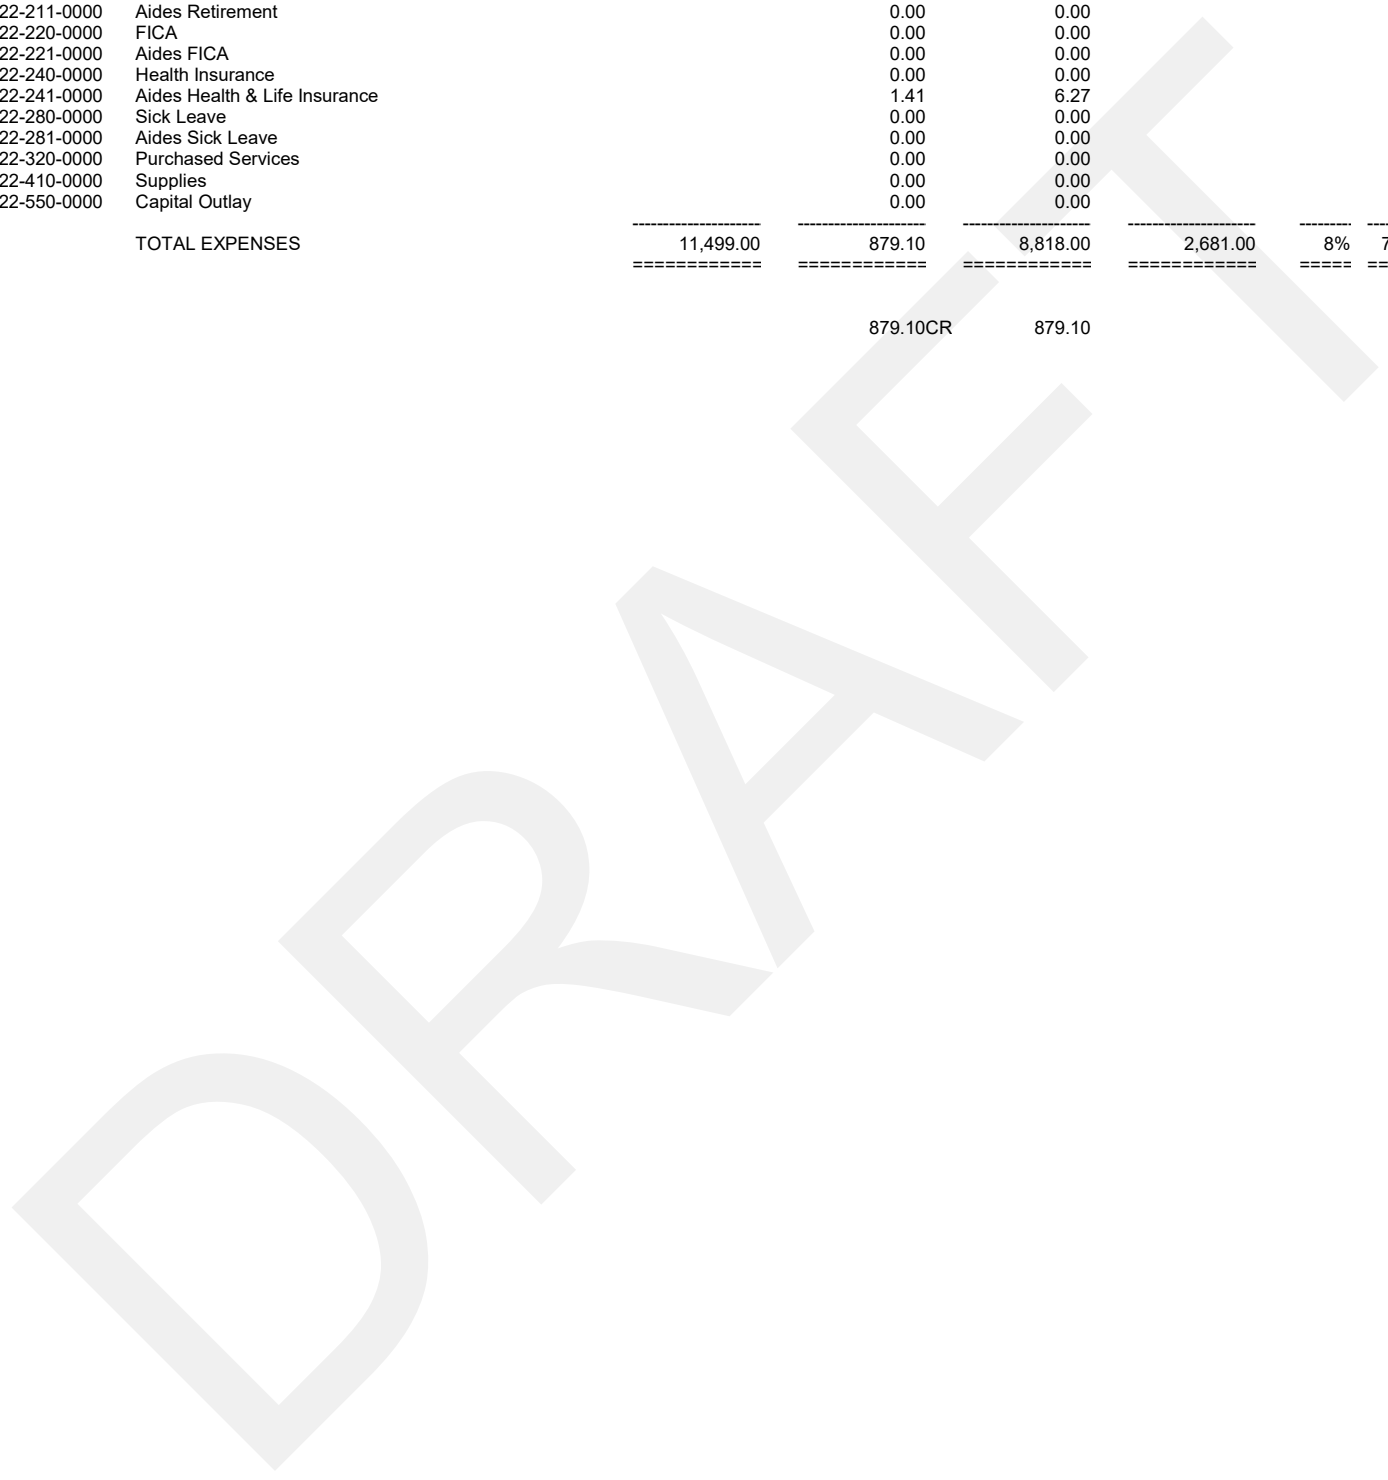 22-211-0000 Aides Retirement 0.00 0.00
22-220-0000 FICA 0.00 0.00
22-221-0000 Aides FICA 0.00 0.00
22-240-0000 Health Insurance 0.00 0.00
22-241-0000 Aides Health & Life Insurance 1.41 6.27
22-280-0000 Sick Leave 0.00 0.00
22-281-0000 Aides Sick Leave 0.00 0.00
22-320-0000 Purchased Services 0.00 0.00
22-410-0000 Supplies 0.00 0.00
22-550-0000 Capital Outlay 0.00 0.00
TOTAL EXPENSES 11,499.00 879.10 8,818.00 2,681.00 8% 7
879.10CR 879.10
DRAFT